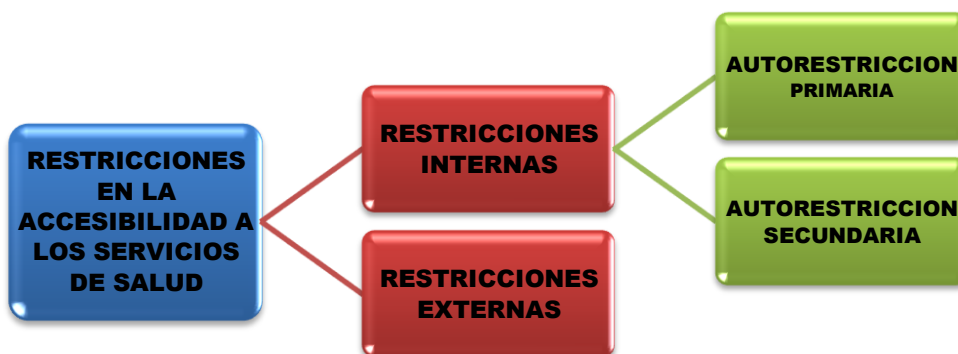 RESTRICCIONES
EN LA
ACCESIBILIDAD A
LOS SERVICIOS
DE SALUD
RESTRICCIONES
INTERNAS
RESTRICCIONES
EXTERNAS
AUTORESTRICCION
PRIMARIA
AUTORESTRICCION
SECUNDARIA